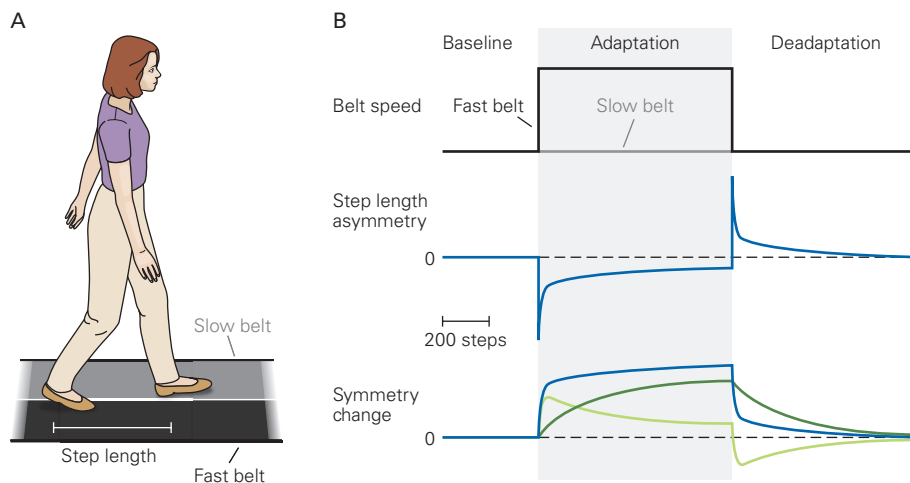 A
Slow belt
Step length
Fast belt
B
Baseline
Adaptation
Deadaptation
Belt speed
Fast belt
Slow belt
Step length
asymmetry
0
200 steps
Symmetry
change
0